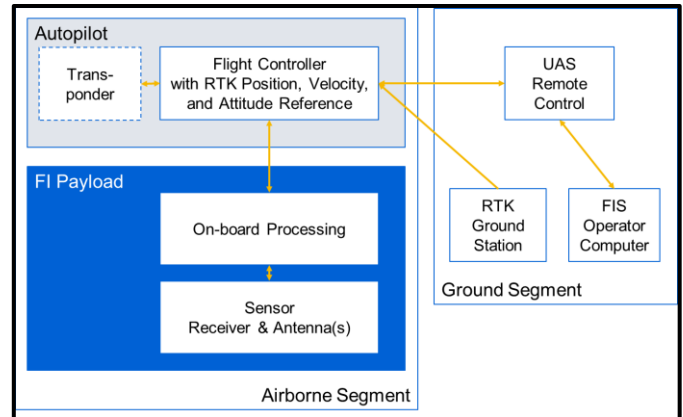 Autopilot
Trans-
ponder
Flight Controller
with RTK Position, Velocity,
and Attitude Reference
UAS
Remote
Control
FI Payload
On-board Processing
Sensor
Receiver & Antenna(s)
RTK
Ground
Station
FIS
Operator
Computer
Ground Segment
Airborne Segment